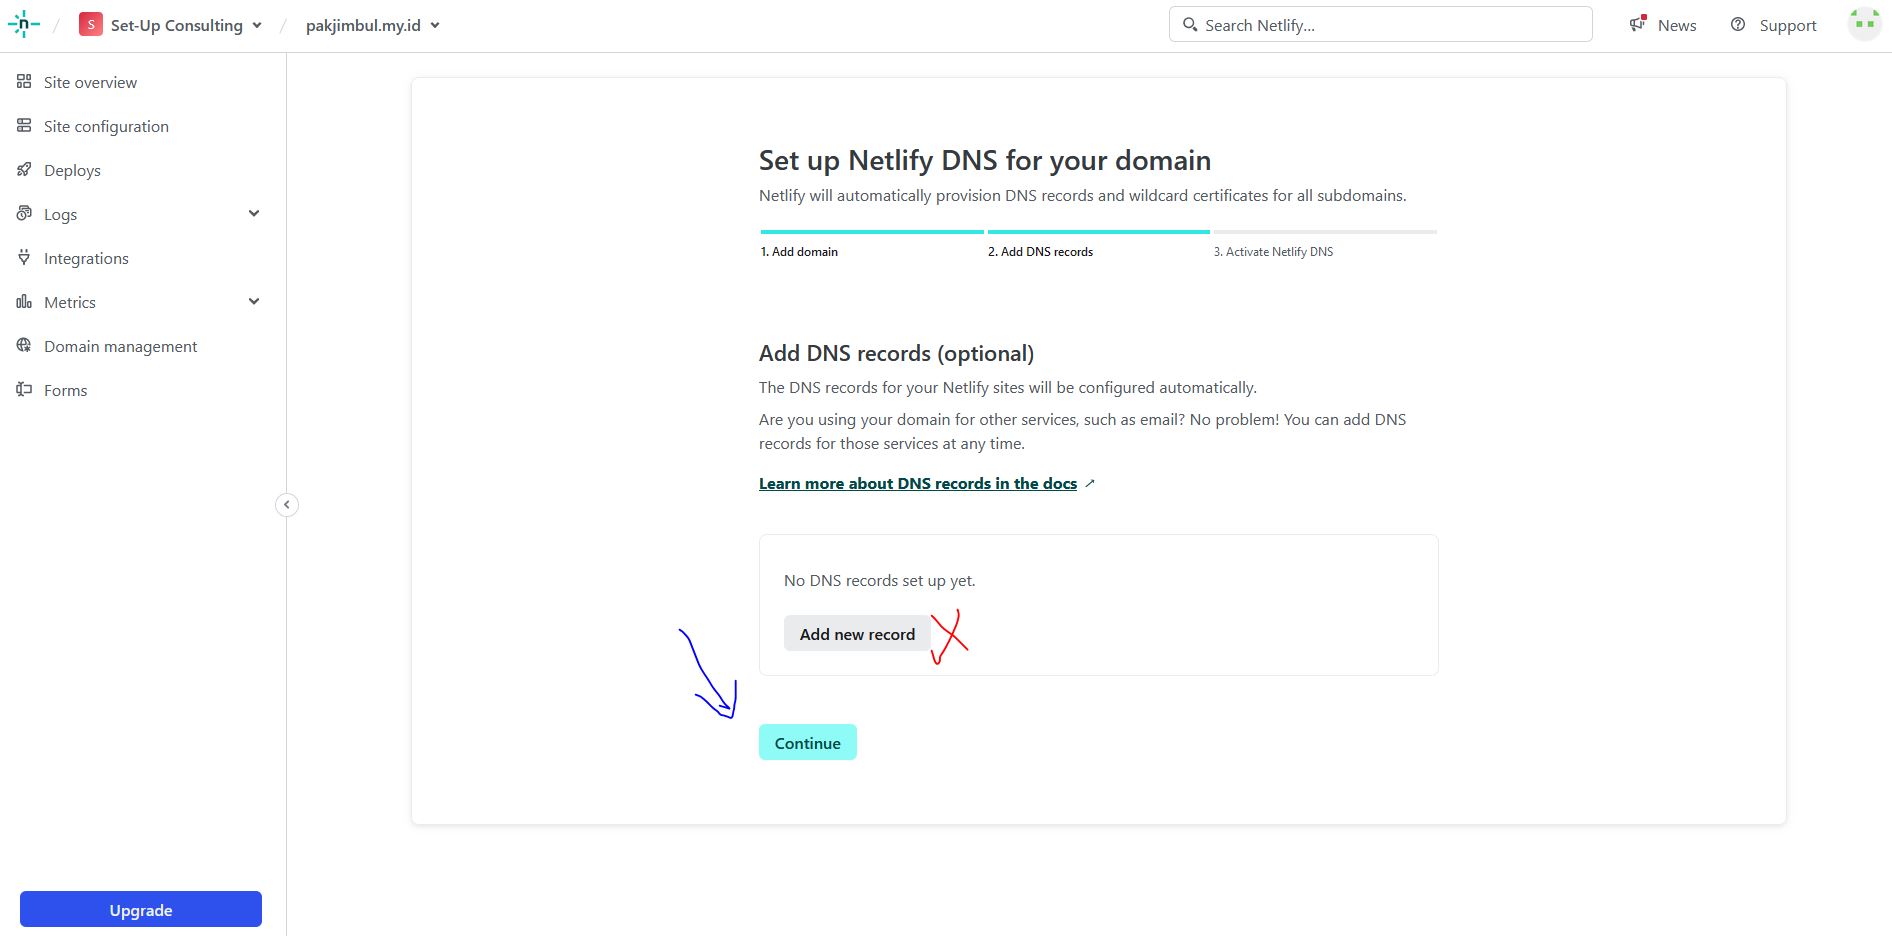 S Set-Up Consulting
pakjimbul.my.id
Search Netlify...
News
Support
Site overview
Site configuration
Deploys
Logs
Integrations
Metrics
Domain management
Forms
Upgrade
Set up Netlify DNS for your domain
Netlify will automatically provision DNS records and wildcard certificates for all subdomains.
1. Add domain
2. Add DNS records
3. Activate Netlify DNS
Add DNS records (optional)
The DNS records for your Netlify sites will be configured automatically.
Are you using your domain for other services, such as email? No problem! You can add DNS
records for those services at any time.
Learn more about DNS records in the docs
No DNS records set up yet.
Add new record
Continue